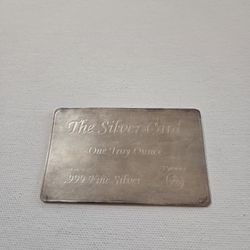 The Silver Card
One Troy Ounce
.999 Fine Silver